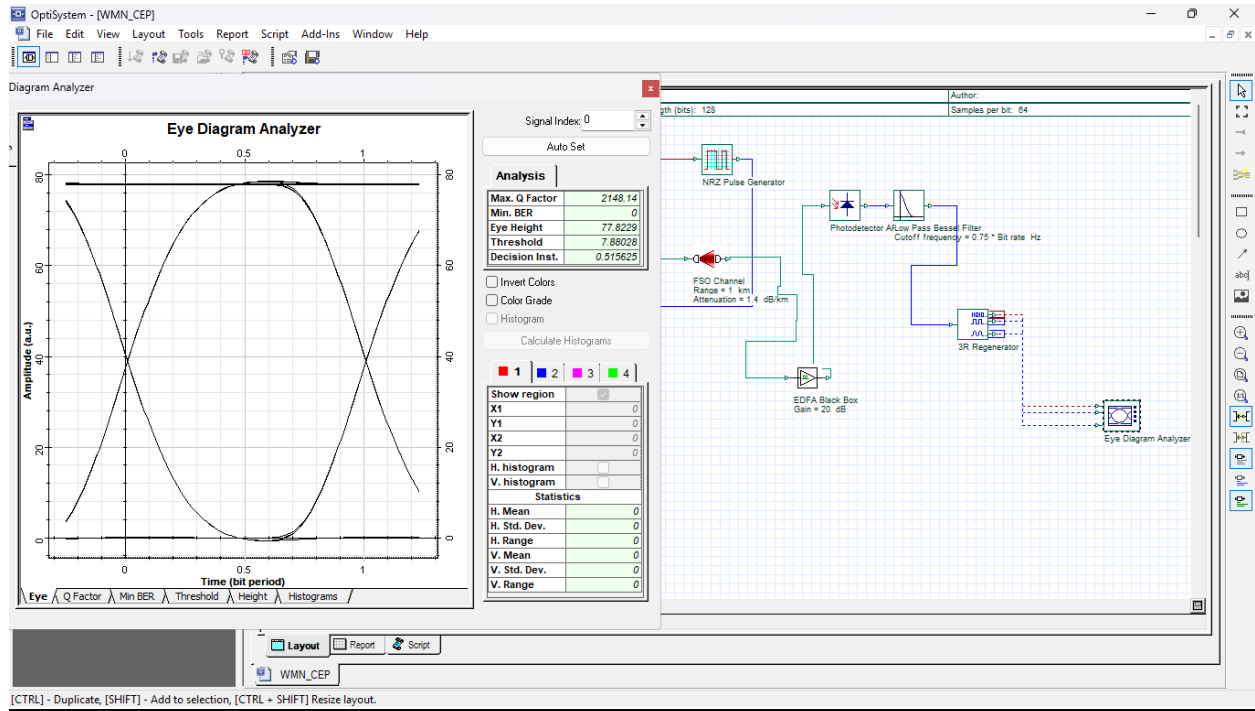 OptiSystem - [WMN_CEP]
File Edit View Layout Tools Report Script Add-Ins Window Help
Diagram Analyzer
x
Eye Diagram Analyzer
0 0.5 1
80 60 40 20 0
Amplitude (a.u.)
80 60 40 20 0
0 0.5 1
Time (bit period)
Eye Q Factor Min BER Threshold Height Histograms
Signal Index: 0
Auto Set
Analysis
Max. Q Factor 2148.14
Min. BER 0
Eye Height 77.8229
Threshold 7.88028
Decision Inst. 0.515625
Invert Colors
Color Grade
Histogram
Calculate Histograms
1 2 3 4
Show region
X1 0
Y1 0
X2 0
Y2 0
H. histogram
V. histogram
Statistics
H. Mean 0
H. Std. Dev. 0
H. Range 0
V. Mean 0
V. Std. Dev. 0
V. Range 0
Author:
gth (bits): 128 Samples per bit: 64
NRZ Pulse Generator
Photodetector
Low Pass Bessel Filter
Cutoff frequency = 0.75 * Bit rate Hz
FSO Channel
Range = 1 km
Attenuation = 1.4 dB/km
3R Regenerator
EDFA Black Box
Gain = 20 dB
Eye Diagram Analyzer
abc
Layout Report Script
WMN_CEP
[CTRL] - Duplicate, [SHIFT] - Add to selection, [CTRL + SHIFT] Resize layout.